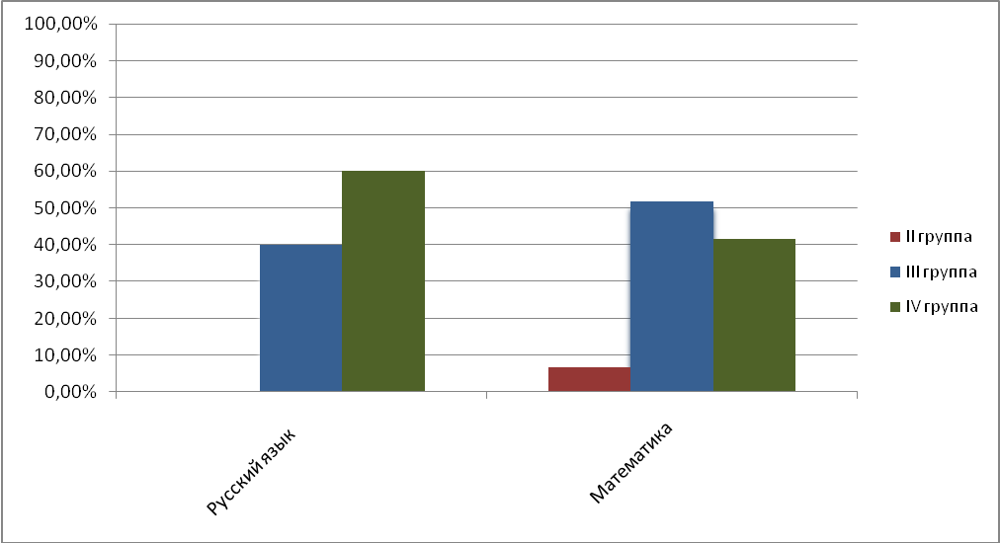 100,00%
90,00%
80,00%
70,00%
60,00%
50,00%
40,00%
30,00%
20,00%
10,00%
0,00%
Русский язык
Математика
II группа
III группа
IV группа